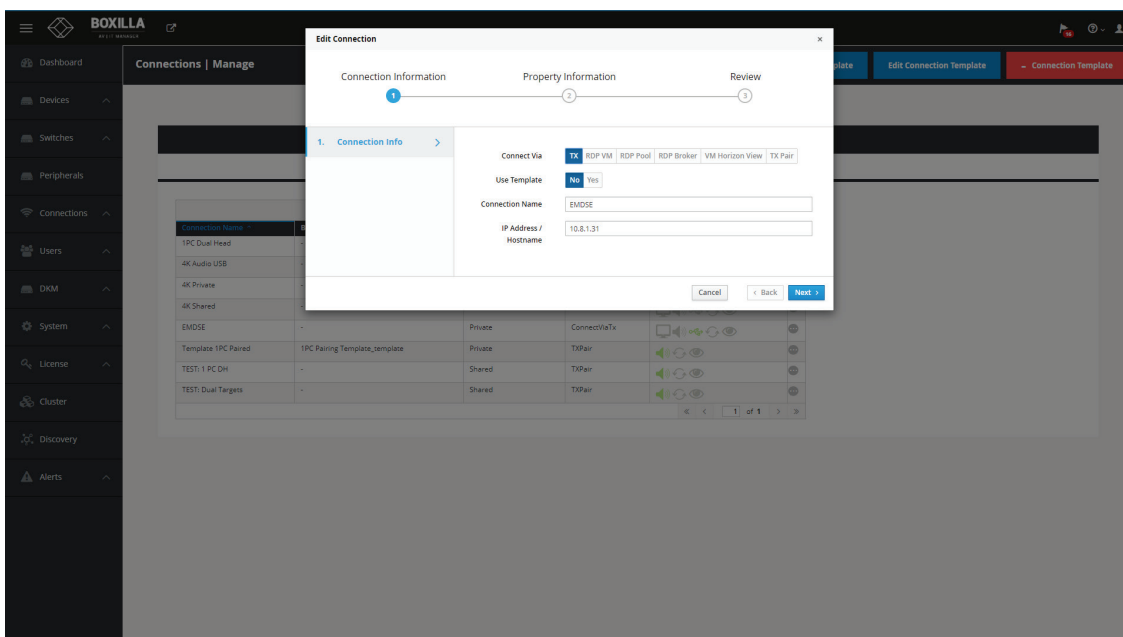 BOXILLA
Edit Connection
×
16
Dashboard
Connections | Manage
plate
Edit Connection Template
- Connection Template
Connection Information
Property Information
Review
1
2
3
Devices
Switches
1. Connection Info
Connect Via
TX
RDP VM
RDP Pool
RDP Broker
VM Horizon View
TX Pair
Peripherals
Use Template
No
Yes
Connection Name
EMDSE
Connections
IP Address /
Hostname
10.8.1.31
Connection Name
B
1PC Dual Head -
Users
4K Audio USB -
4K Private -
DKM
Cancel
< Back
Next >
4K Shared -
System
EMDSE - Private ConnectViaTx
Template 1PC Paired 1PC Pairing Template_template Private TXPair
License
TEST: 1 PC DH - Shared TXPair
TEST: Dual Targets - Shared TXPair
Cluster
1 of 1
Discovery
Alerts